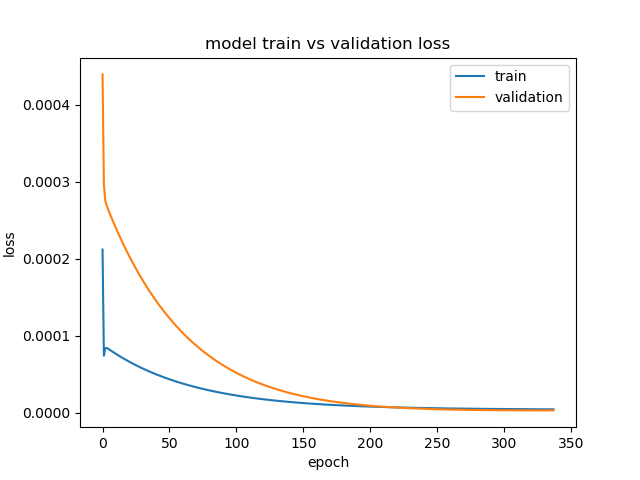 model train vs validation loss
train
validation
loss
0.0004
0.0003
0.0002
0.0001
0.0000
0 50 100 150 200 250 300 350
epoch